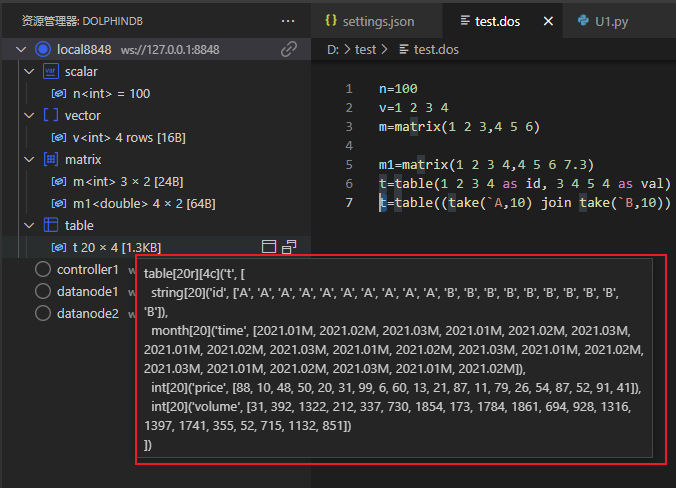 资源管理器: DOLPHINDB
local8848 ws://127.0.0.1:8848
scalar
n<int> = 100
vector
v<int> 4 rows [16B]
matrix
m<int> 3 × 2 [24B]
m1<double> 4 × 2 [64B]
table
t 20 × 4 [1.3KB]
controller1 w
datanode1 w
datanode2 w
{} settings.json
test.dos
U1.py
D: > test > test.dos
1 n=100
2 v=1 2 3 4
3 m=matrix(1 2 3,4 5 6)
4
5 m1=matrix(1 2 3 4,4 5 6 7.3)
6 t=table(1 2 3 4 as id, 3 4 5 4 as val)
7 t=table((take(`A,10) join take(`B,10))
table[20r][4c]('t', [
string[20]('id', ['A', 'A', 'A', 'A', 'A', 'A', 'A', 'A', 'A', 'A', 'B', 'B', 'B', 'B', 'B', 'B', 'B', 'B', 'B',
'B']),
month[20]('time', [2021.01M, 2021.02M, 2021.03M, 2021.01M, 2021.02M, 2021.03M,
2021.01M, 2021.02M, 2021.03M, 2021.01M, 2021.02M, 2021.03M, 2021.01M, 2021.02M,
2021.03M, 2021.01M, 2021.02M, 2021.03M, 2021.01M, 2021.02M]),
int[20]('price', [88, 10, 48, 50, 20, 31, 99, 6, 60, 13, 21, 87, 11, 79, 26, 54, 87, 52, 91, 41]),
int[20]('volume', [31, 392, 1322, 212, 337, 730, 1854, 173, 1784, 1861, 694, 928, 1316,
1397, 1741, 355, 52, 715, 1132, 851])
])